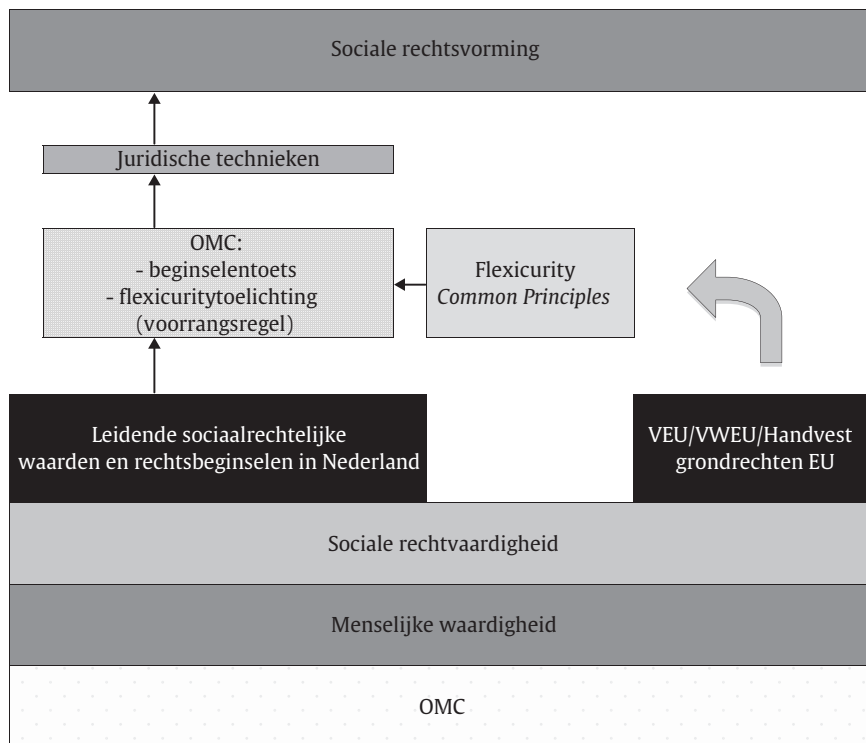 Sociale rechtsvorming
Juridische technieken
OMC:
- beginselentoets
- flexicuritytoelichting
(voorrangsregel)
Flexicurity
Common Principles
Leidende sociaalrechtelijke
waarden en rechtsbeginselen in Nederland
VEU/VWEU/Handvest
grondrechten EU
Sociale rechtvaardigheid
Menselijke waardigheid
OMC